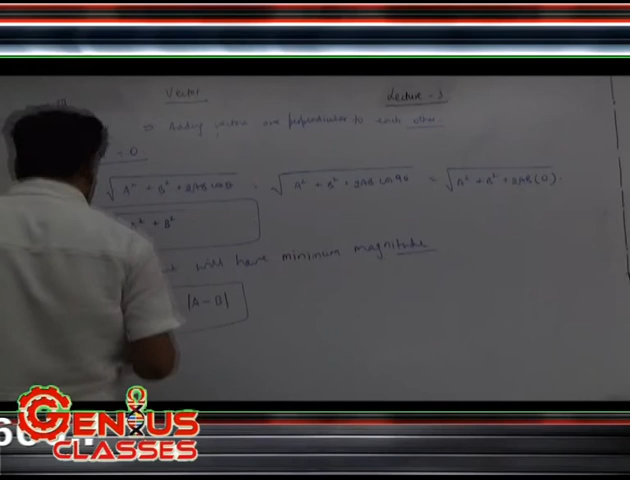 Vector Lecture - 3
⇒ Adding vectors are perpendicular to each other.
= 0
√A² + B² + 2AB cos θ = √A² + B² + 2AB cos 90 = √A² + B² + 2AB(0).
A² + B²
will have minimum magnitude
|A - B|
GENIUS
CLASSES